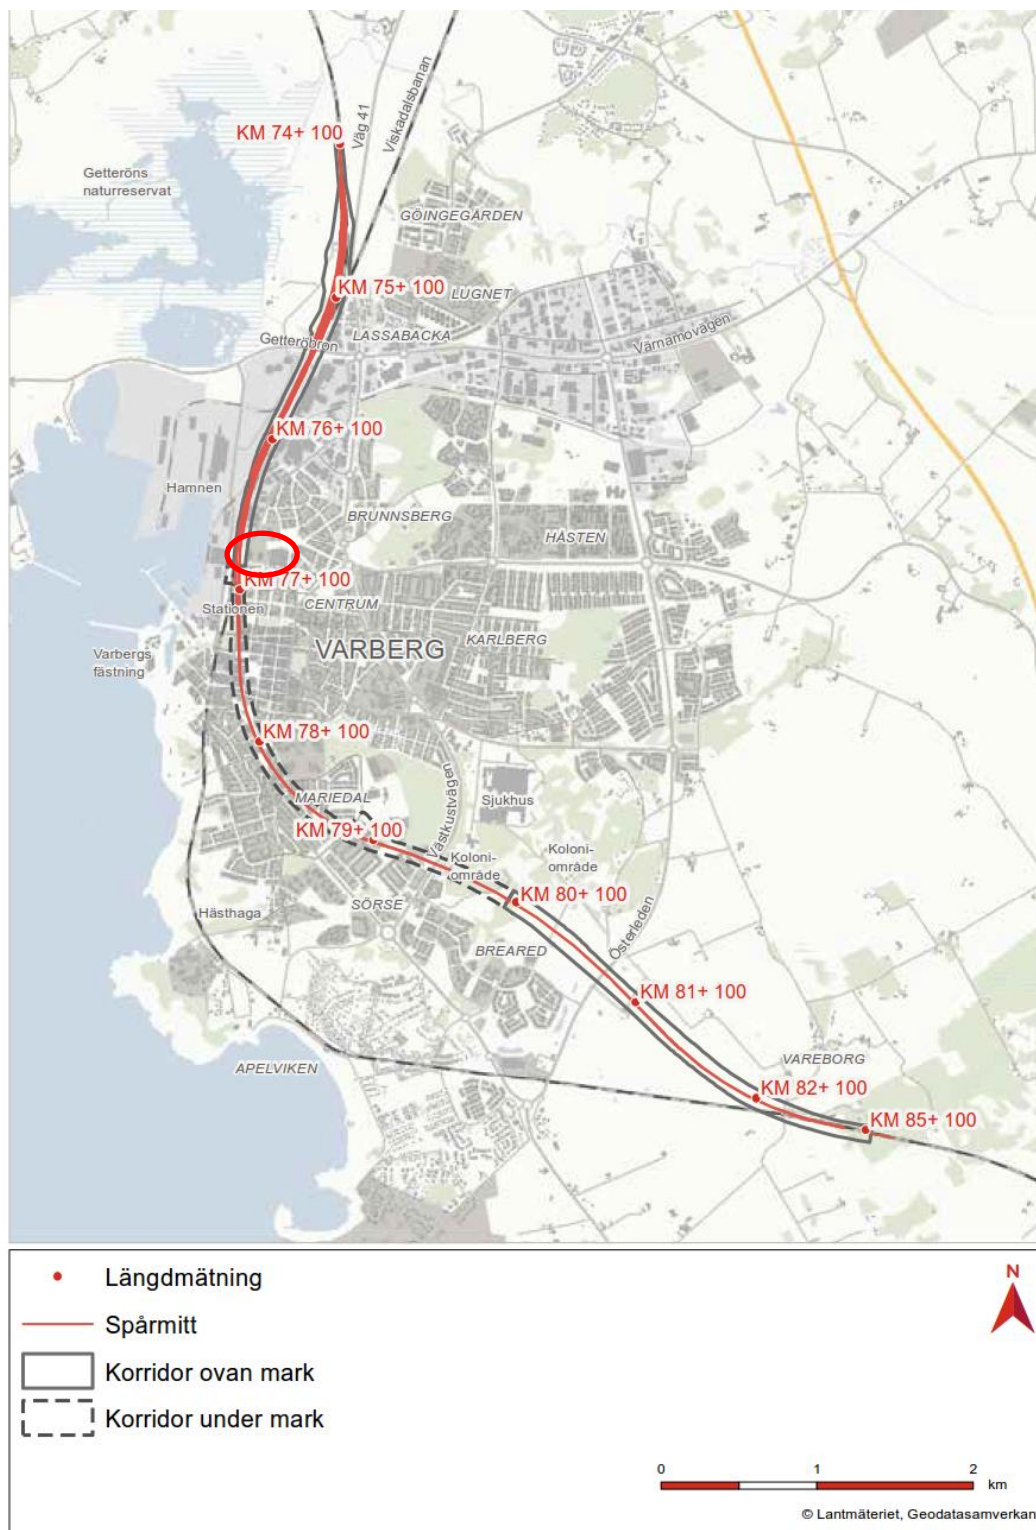 KM 74+ 100
Väg 41
Viskadalsbanan
Getteröns
naturreservat
GÖINGEGÅRDEN
KM 75+ 100
LUGNET
Getteröbron
LASSABACKA
Värnamovägen
KM 76+ 100
Hamnen
BRUNNSBERG
HÅSTEN
KM 77+ 100
Stationen
CENTRUM
VARBERG
KARLBERG
Varbergs
fästning
KM 78+ 100
MARIEDAL
Västkustvägen
Sjukhus
KM 79+ 100
Koloni-
område
Koloni-
område
KM 80+ 100
SÖRSE
Hästhaga
BREARED
Österleden
KM 81+ 100
APELVIKEN
VAREBORG
KM 82+ 100
KM 85+ 100
Längdmätning
Spårmitt
Korridor ovan mark
Korridor under mark
N
0 1 2
km
© Lantmäteriet, Geodatasamverkan